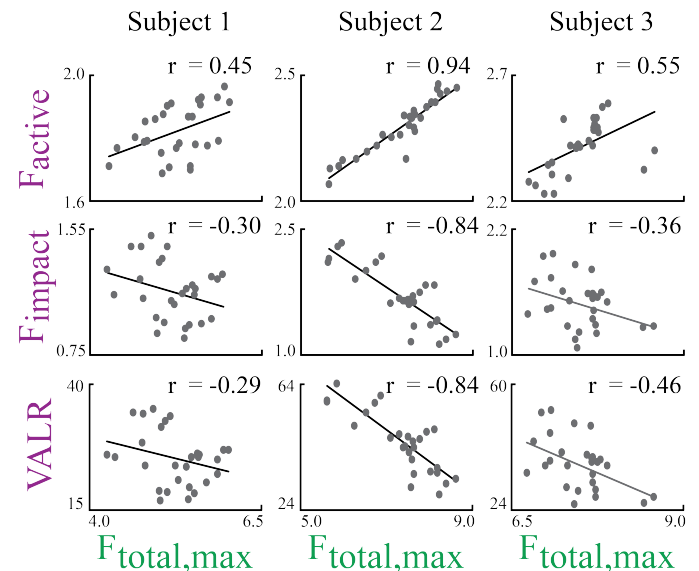 Subject 1 Subject 2 Subject 3
r = 0.45 r = 0.94 r = 0.55
2.0 2.5 2.7
Factive
1.6 2.0 2.2
r = -0.30 r = -0.84 r = -0.36
1.55 2.5 2.2
Fimpact
0.75 1.0 1.0
r = -0.29 r = -0.84 r = -0.46
40 64 60
VALR
15 24 24
4.0 6.5 5.0 9.0 6.5 9.0
Ftotal,max Ftotal,max Ftotal,max